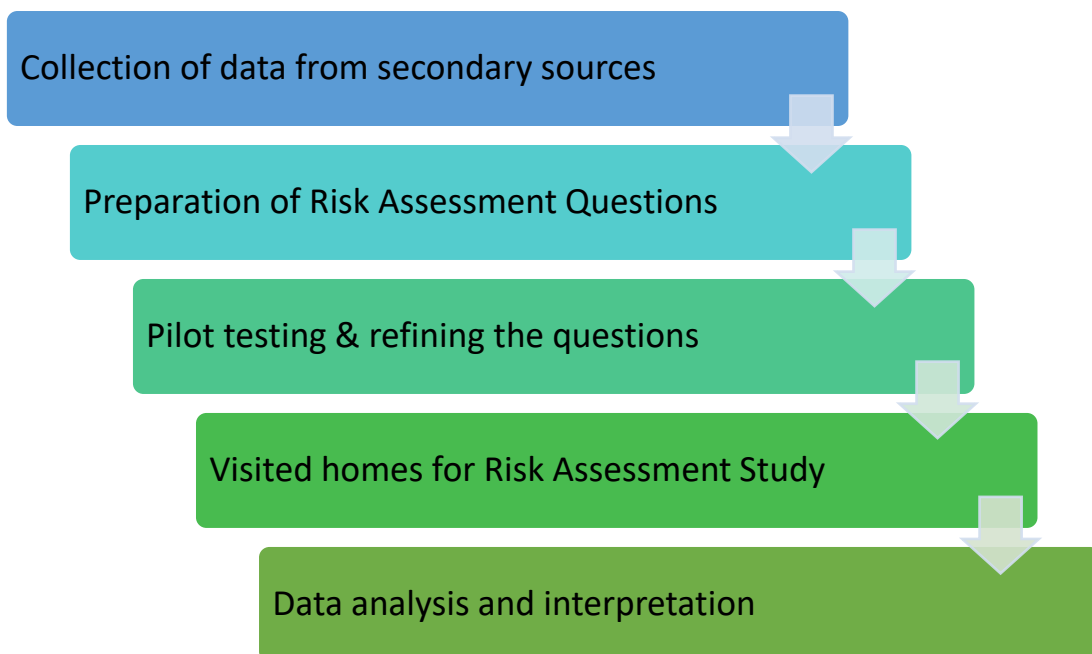 Collection of data from secondary sources
Preparation of Risk Assessment Questions
Pilot testing & refining the questions
Visited homes for Risk Assessment Study
Data analysis and interpretation